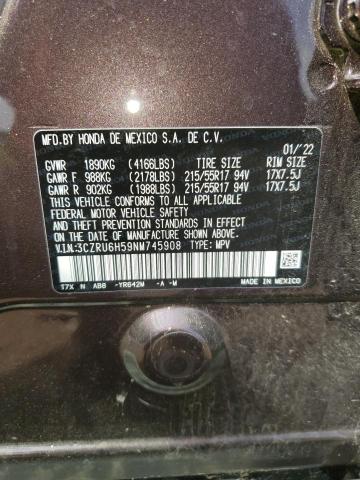 MFD.BY HONDA DE MEXICO S.A. DE C.V.
01/'22
GVWR 1890KG (4166LBS) TIRE SIZE RIM SIZE
GAWR F 988KG (2178LBS) 215/55R17 94V 17X7.5J
GAWR R 902KG (1988LBS) 215/55R17 94V 17X7.5J
THIS VEHICLE CONFORMS TO ALL APPLICABLE
FEDERAL MOTOR VEHICLE SAFETY, BUMPER,
AND THEFT PREVENTION STANDARDS IN EFFECT
ON THE DATE OF MANUFACTURE SHOWN ABOVE.
V.I.N.:3CZRU6H59NM745908 TYPE: MPV
T7X N AB6 -YR642M -A -M
MADE IN MEXICO